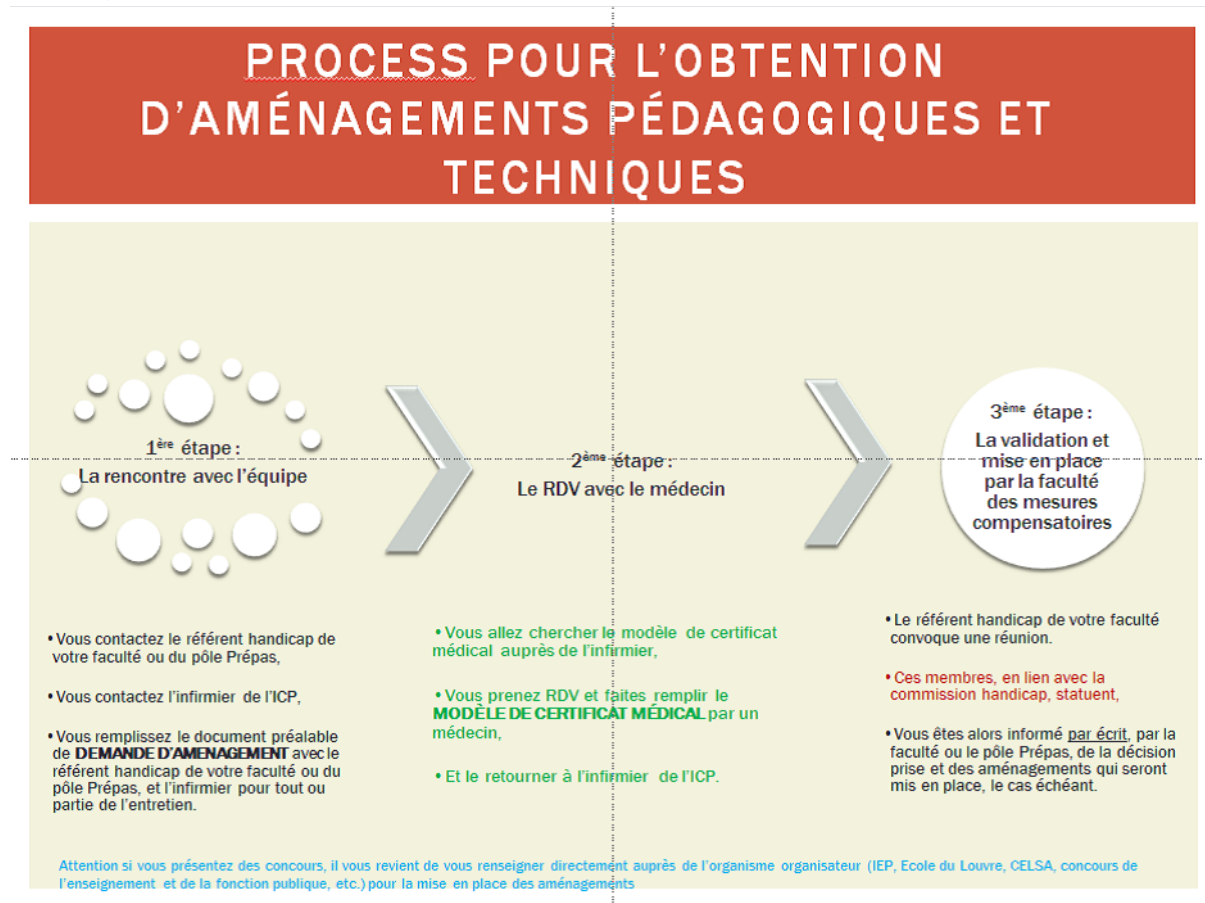 PROCESS POUR L'OBTENTION
D'AMÉNAGEMENTS PÉDAGOGIQUES ET
TECHNIQUES
1ère étape :
La rencontre avec l'équipe
2ème étape :
Le RDV avec le médecin
3ème étape :
La validation et
mise en place
par la faculté
des mesures
compensatoires
• Vous contactez le référent handicap de
votre faculté ou du pôle Prépas,
• Vous contactez l'infirmier de l'ICP,
• Vous remplissez le document préalable
de DEMANDE D'AMENAGEMENT avec le
référent handicap de votre faculté ou du
pôle Prépas, et l'infirmier pour tout ou
partie de l'entretien.
• Vous allez chercher le modèle de certificat
médical auprès de l'infirmier,
• Vous prenez RDV et faites remplir le
MODÈLE DE CERTIFICAT MÉDICAL par un
médecin,
• Et le retourner à l'infirmier de l'ICP.
• Le référent handicap de votre faculté
convoque une réunion.
• Ces membres, en lien avec la
commission handicap, statuent,
• Vous êtes alors informé par écrit, par la
faculté ou le pôle Prépas, de la décision
prise et des aménagements qui seront
mis en place, le cas échéant.
Attention si vous présentez des concours, il vous revient de vous renseigner directement auprès de l'organisme organisateur (IEP, Ecole du Louvre, CELSA, concours de
l'enseignement et de la fonction publique, etc.) pour la mise en place des aménagements